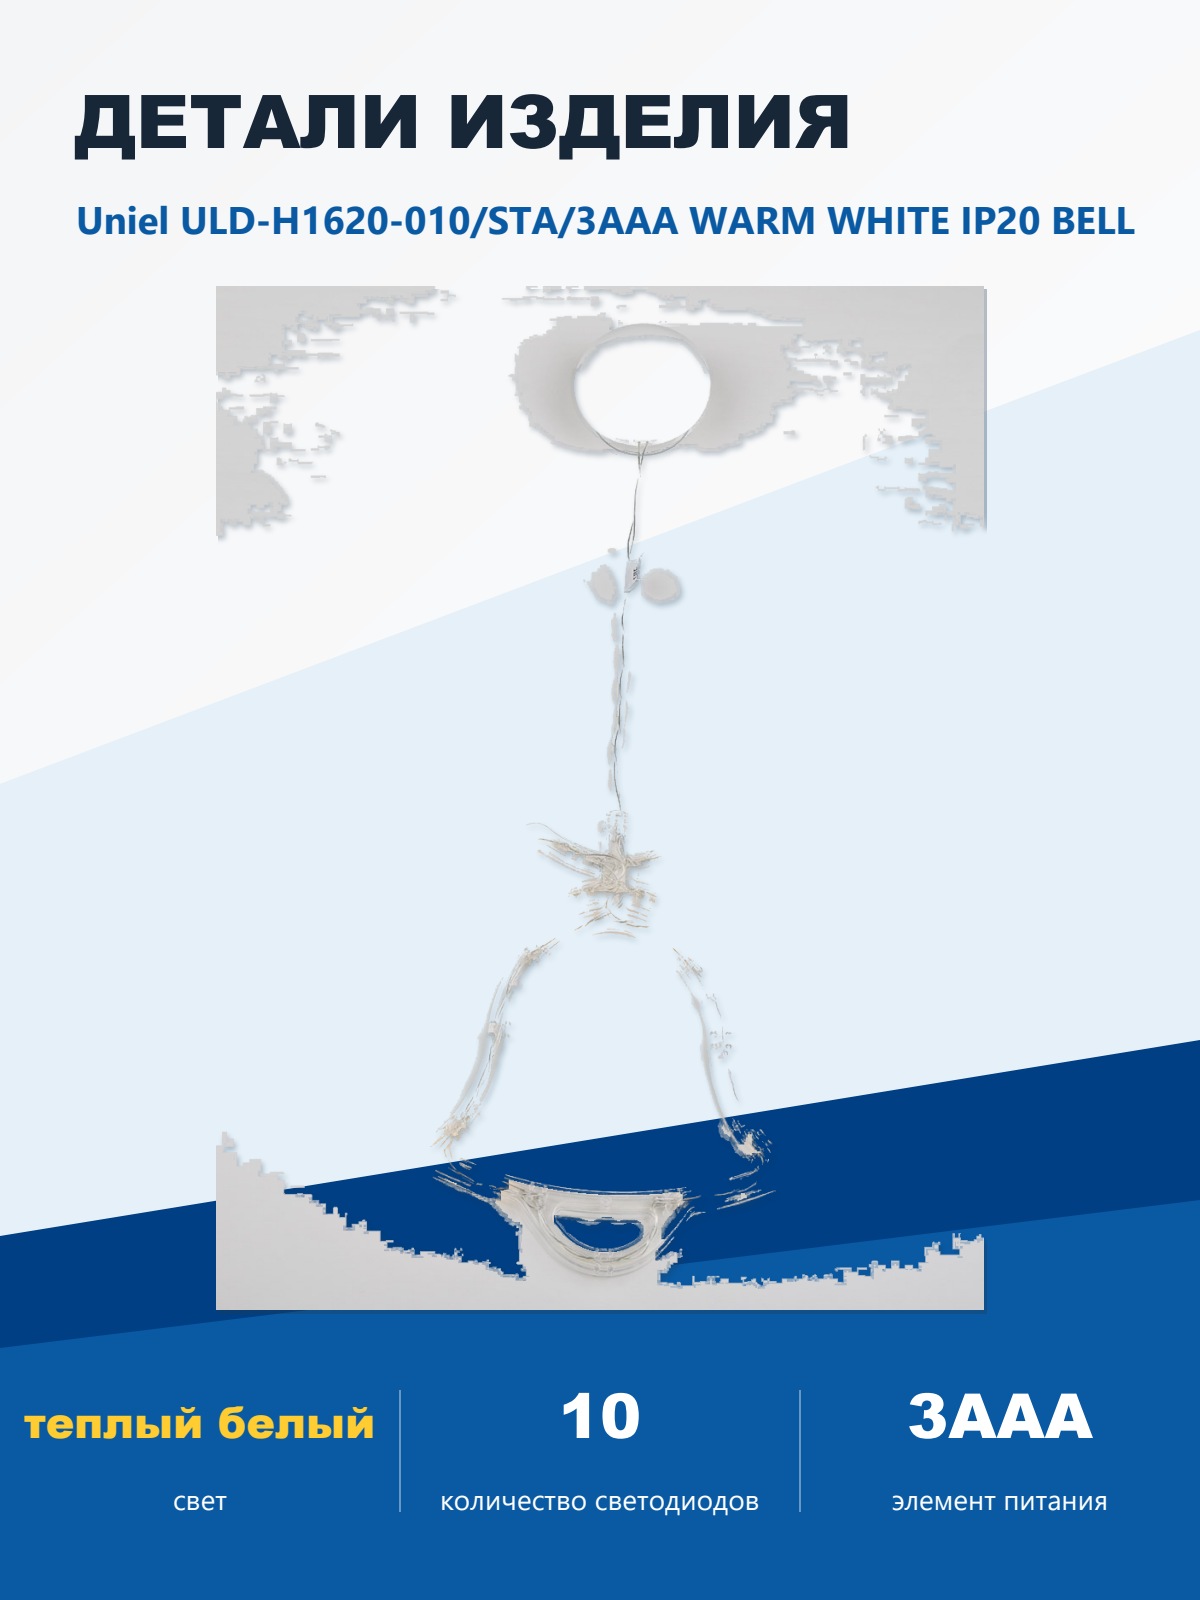 ДЕТАЛИ ИЗДЕЛИЯ
Uniel ULD-H1620-010/STA/3AAA WARM WHITE IP20 BELL
теплый белый
10
3AAA
свет
количество светодиодов
элемент питания